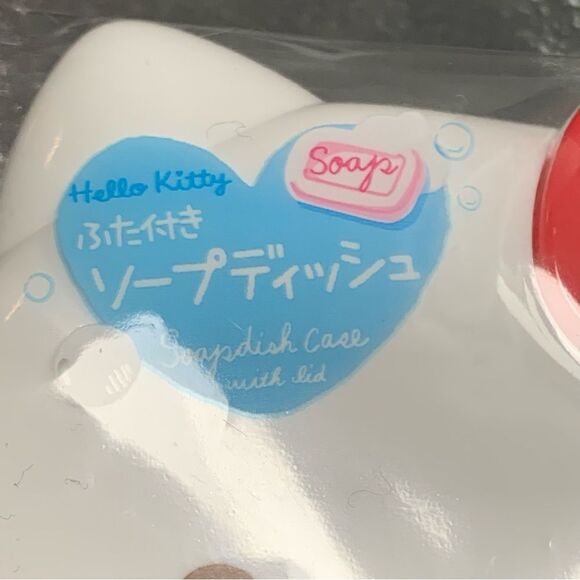 Hello Kitty
Soap
ふた付き
ソープディッシュ
Soapdish Case
with lid